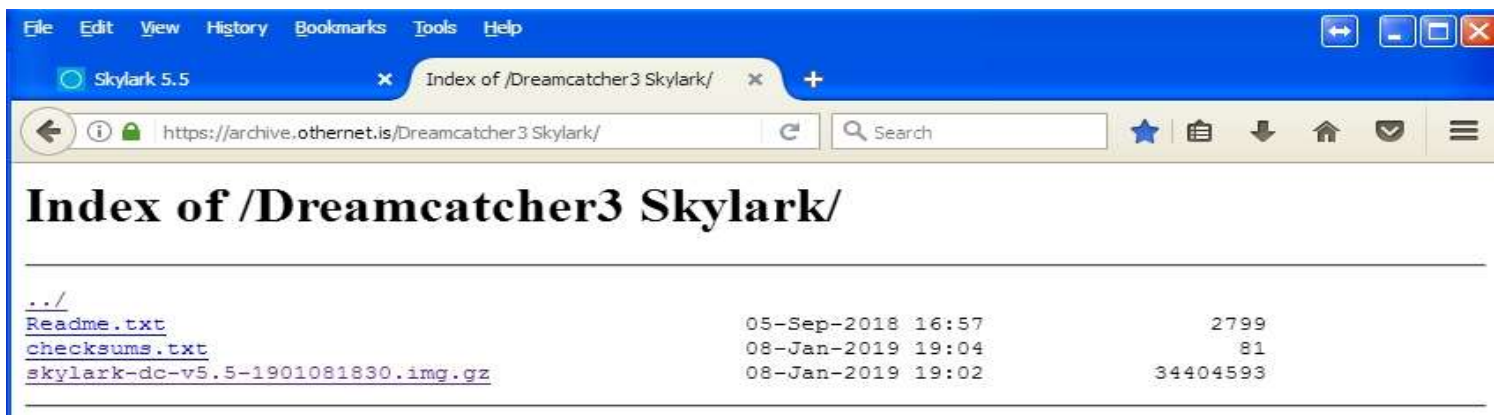 File Edit View History Bookmarks Tools Help
Skylark 5.5 Index of /Dreamcatcher3 Skylark/
https://archive.othernet.is/Dreamcatcher3 Skylark/ Search
Index of /Dreamcatcher3 Skylark/
../
Readme.txt 05-Sep-2018 16:57 2799
checksums.txt 08-Jan-2019 19:04 81
skylark-dc-v5.5-1901081830.img.gz 08-Jan-2019 19:02 34404593